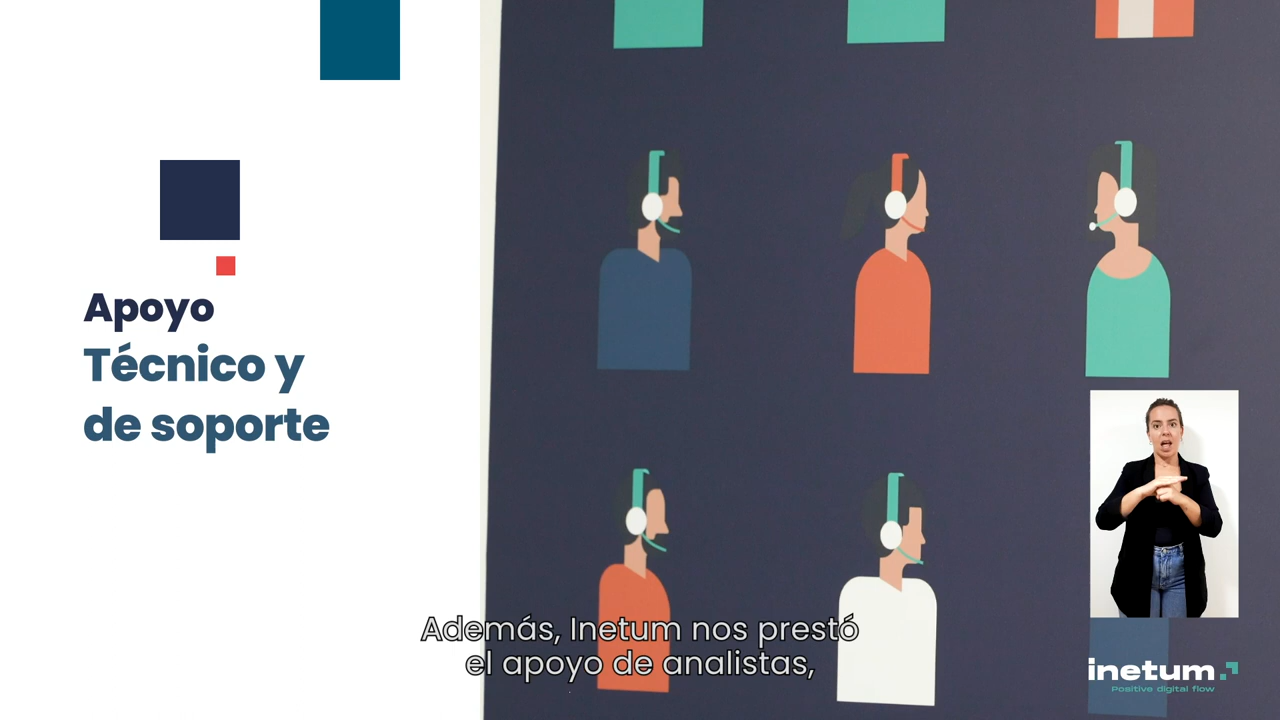 Apoyo
Técnico y
de soporte
Además, Inetum nos prestó
el apoyo de analistas,
inetum
Positive digital flow